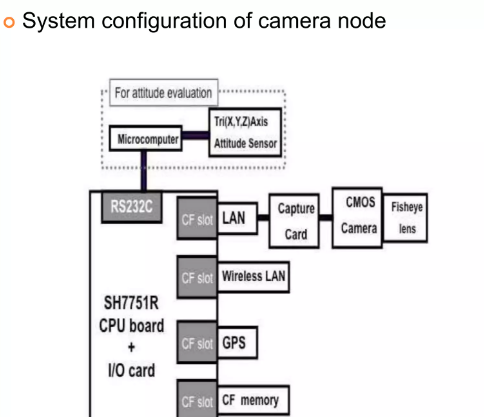 System configuration of camera node
For attitude evaluation
Tri(X,Y,Z)Axis
Attitude Sensor
Microcomputer
RS232C
CF slot
LAN
Capture
Card
CMOS
Camera
Fisheye
lens
CF slot
Wireless LAN
SH7751R
CPU board
+
I/O card
CF slot
GPS
CF slot
CF memory